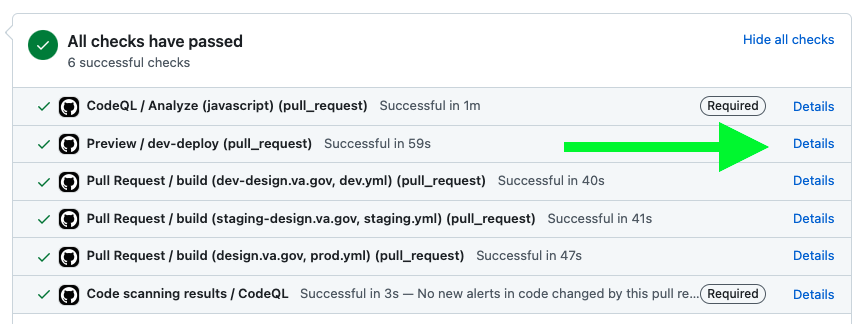 All checks have passed
Hide all checks
6 successful checks
CodeQL / Analyze (javascript) (pull_request) Successful in 1m Required Details
Preview / dev-deploy (pull_request) Successful in 59s Details
Pull Request / build (dev-design.va.gov, dev.yml) (pull_request) Successful in 40s Details
Pull Request / build (staging-design.va.gov, staging.yml) (pull_request) Successful in 41s Details
Pull Request / build (design.va.gov, prod.yml) (pull_request) Successful in 47s Details
Code scanning results / CodeQL Successful in 3s — No new alerts in code changed by this pull re... Required Details